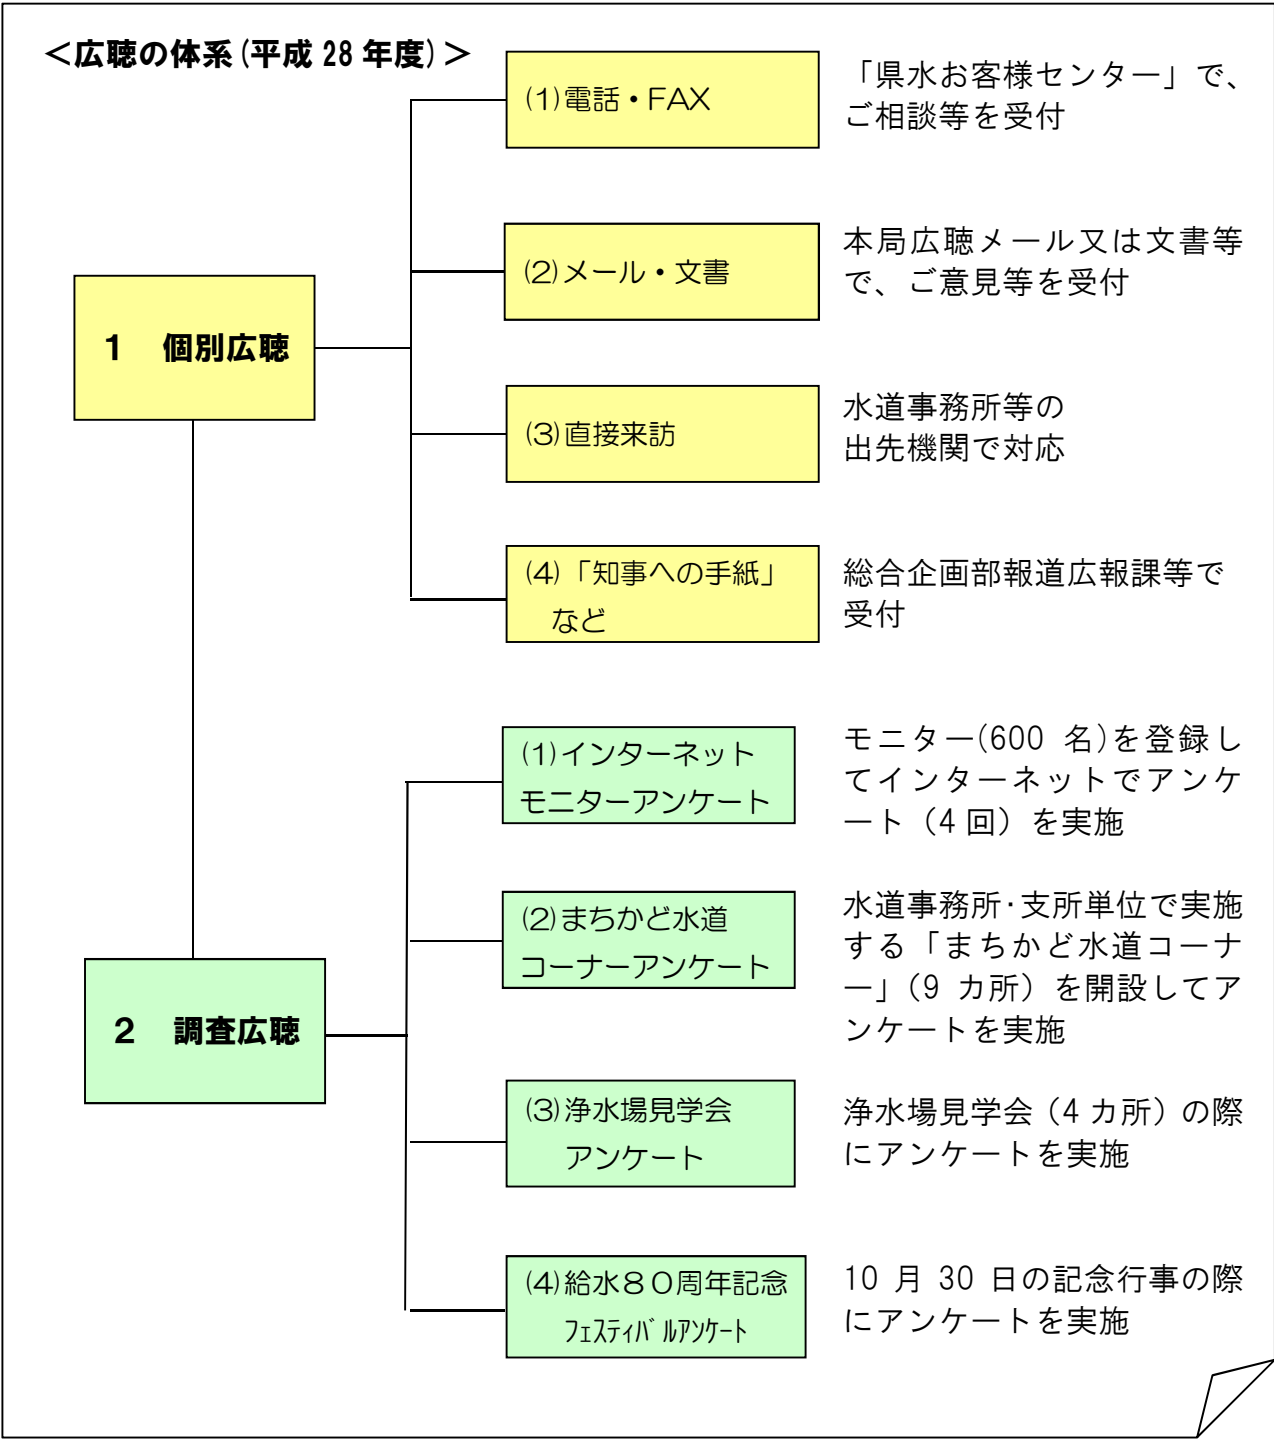 ＜広聴の体系(平成 28 年度)＞
(1)電話・FAX
「県水お客様センター」で、
ご相談等を受付
(2)メール・文書
本局広聴メール又は文書等
で、ご意見等を受付
1　個別広聴
(3)直接来訪
水道事務所等の
出先機関で対応
(4)「知事への手紙」
など
総合企画部報道広報課等で
受付
(1)インターネット
モニターアンケート
モニター(600 名)を登録し
てインターネットでアンケ
ート（4 回）を実施
(2)まちかど水道
コーナーアンケート
水道事務所・支所単位で実施
する「まちかど水道コーナ
ー」（9 カ所）を開設してア
ンケートを実施
2　調査広聴
(3)浄水場見学会
アンケート
浄水場見学会（4 カ所）の際
にアンケートを実施
(4)給水８０周年記念
ﾌｪｽﾃｨﾊﾞﾙｱﾝｹｰﾄ
10 月 30 日の記念行事の際
にアンケートを実施